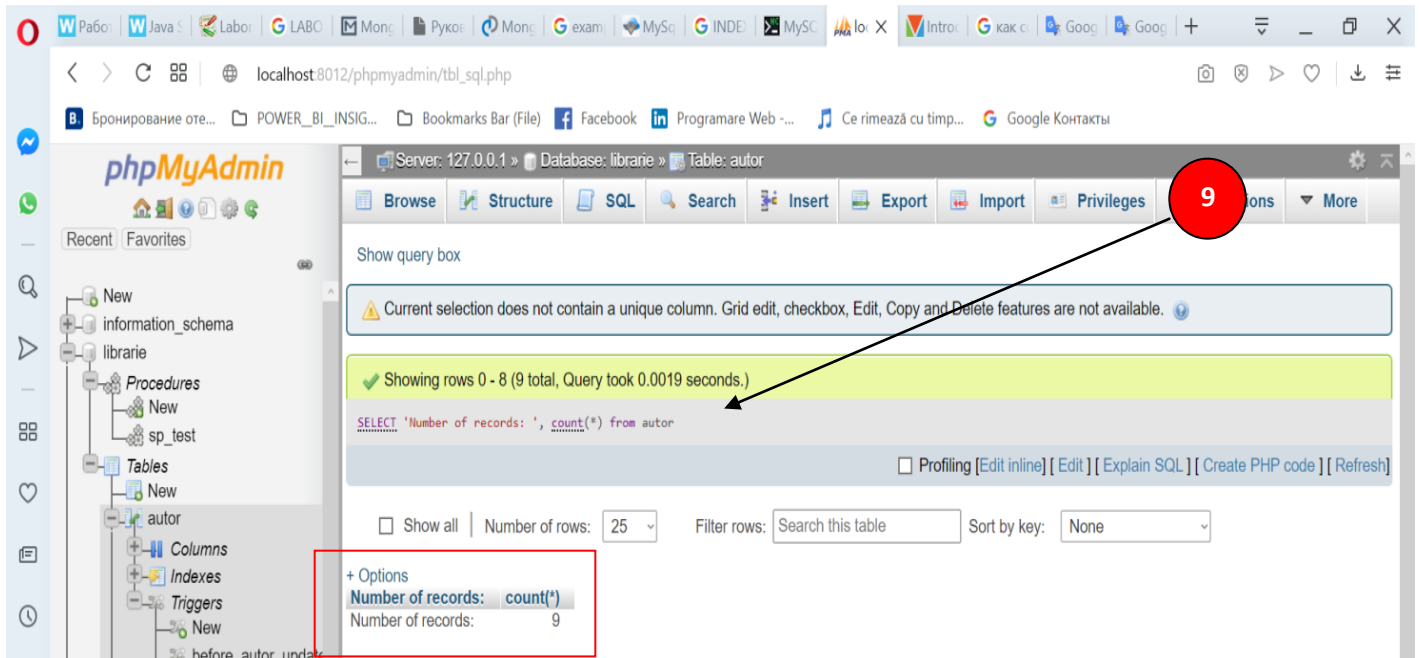 Работ Java S Labor G LABO Mong Руков Mong G exam MySq G INDE MySC loc X Introc G как со Goog Goog +
localhost:8012/phpmyadmin/tbl_sql.php
B. Бронирование оте... POWER_BI_INSIG... Bookmarks Bar (File) Facebook Programare Web -... Ce rimează cu timp... G Google Контакты
phpMyAdmin
Recent Favorites
New
information_schema
librarie
Procedures
New
sp_test
Tables
New
autor
Columns
Indexes
Triggers
New
before_autor_update
Server: 127.0.0.1 » Database: librarie » Table: autor
Browse Structure SQL Search Insert Export Import Privileges 9 ions More
Show query box
Current selection does not contain a unique column. Grid edit, checkbox, Edit, Copy and Delete features are not available.
Showing rows 0 - 8 (9 total, Query took 0.0019 seconds.)
SELECT 'Number of records: ', count(*) from autor
Profiling [Edit inline] [ Edit ] [ Explain SQL ] [ Create PHP code ] [ Refresh]
Show all Number of rows: 25 Filter rows: Search this table Sort by key: None
+ Options
Number of records: count(*)
Number of records: 9